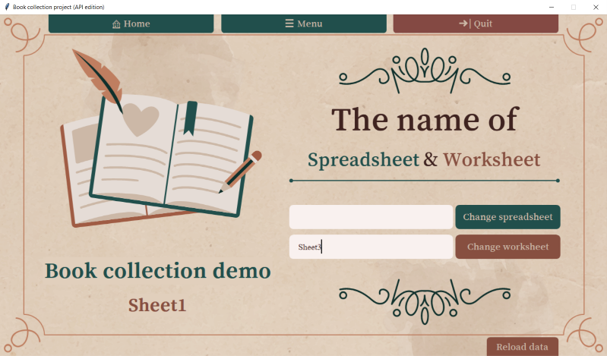 Book collection project (API edition)
Home
Menu
Quit
The name of
Spreadsheet & Worksheet
Change spreadsheet
Sheet3
Change worksheet
Book collection demo
Sheet1
Reload data